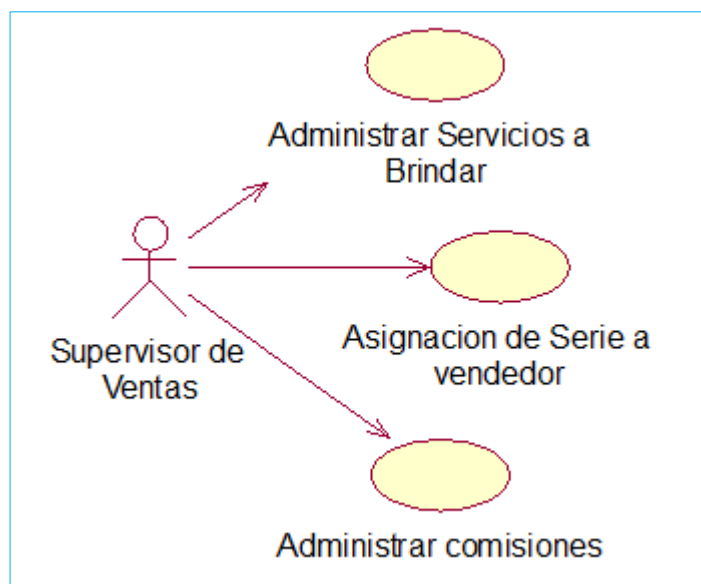 Administrar Servicios a
Brindar
Supervisor de
Ventas
Asignacion de Serie a
vendedor
Administrar comisiones